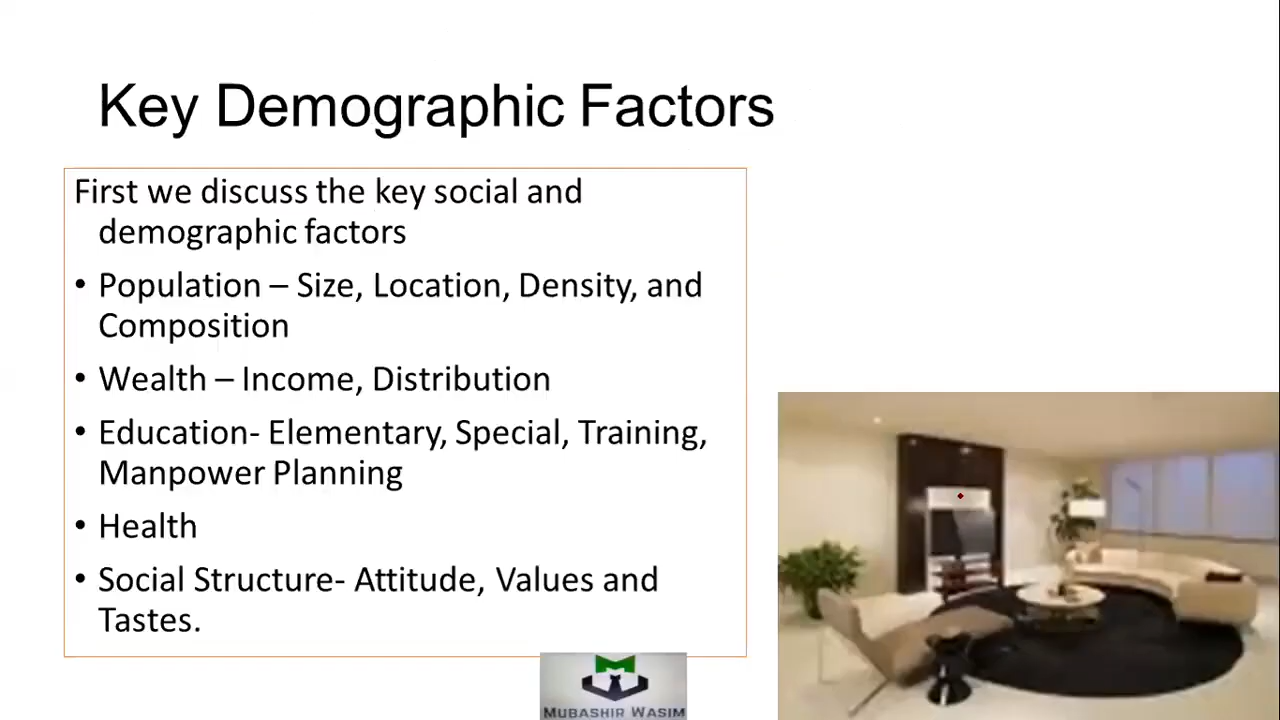 Key Demographic Factors
First we discuss the key social and
demographic factors
• Population – Size, Location, Density, and
Composition
• Wealth – Income, Distribution
• Education- Elementary, Special, Training,
Manpower Planning
• Health
• Social Structure- Attitude, Values and
Tastes.
MUBASHIR WASIM